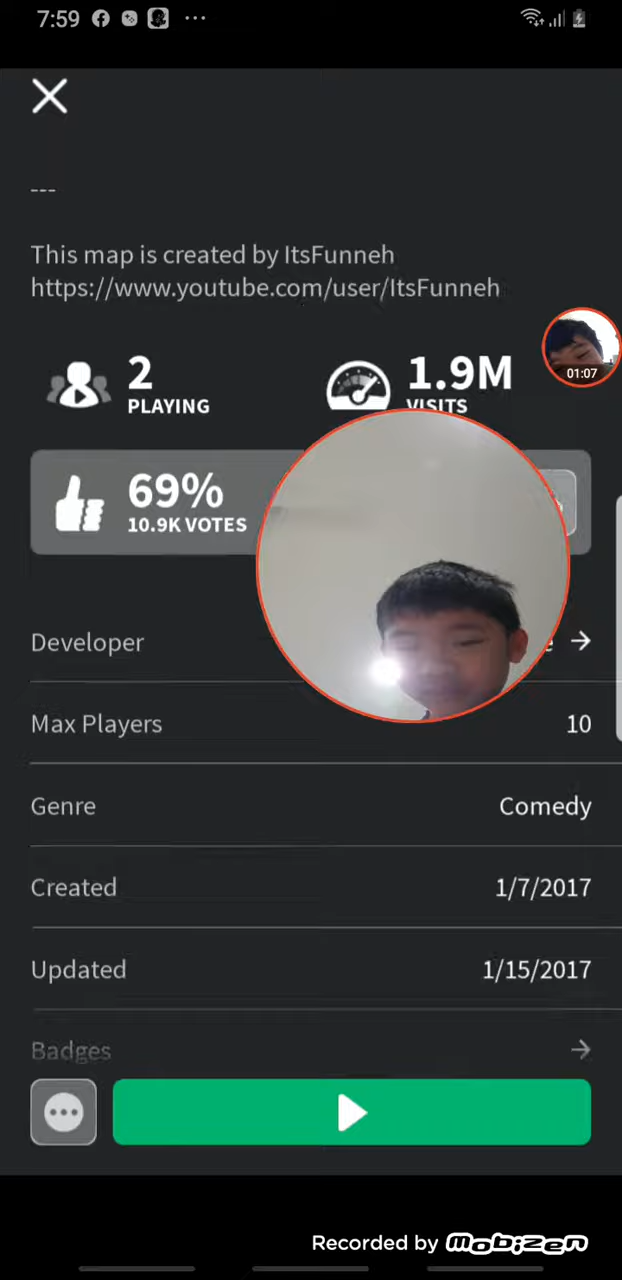 7:59
---
This map is created by ItsFunneh
https://www.youtube.com/user/ItsFunneh
2
PLAYING
1.9M
VISITS
01:07
69%
10.9K VOTES
Developer
Max Players 10
Genre Comedy
Created 1/7/2017
Updated 1/15/2017
Badges
Recorded by Mobizen